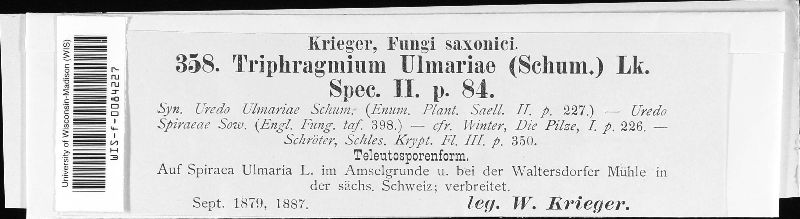 University of Wisconsin-Madison (WIS)
WIS-f-0084227
Krieger, Fungi saxonici.
358. Triphragmium Ulmariae (Schum.) Lk.
Spec. II. p. 84.
Syn. Uredo Ulmariae Schum. (Enum. Plant. Saell. II. p. 227.) — Uredo
Spiraeae Sow. (Engl. Fung. taf. 398.) — cfr. Winter, Die Pilze, I. p. 226. —
Schröter, Schles. Krypt. Fl. III. p. 350.
Teleutosporenform.
Auf Spiraea Ulmaria L. im Amselgrunde u. bei der Waltersdorfer Mühle in
der sächs. Schweiz; verbreitet.
Sept. 1879, 1887. leg. W. Krieger.